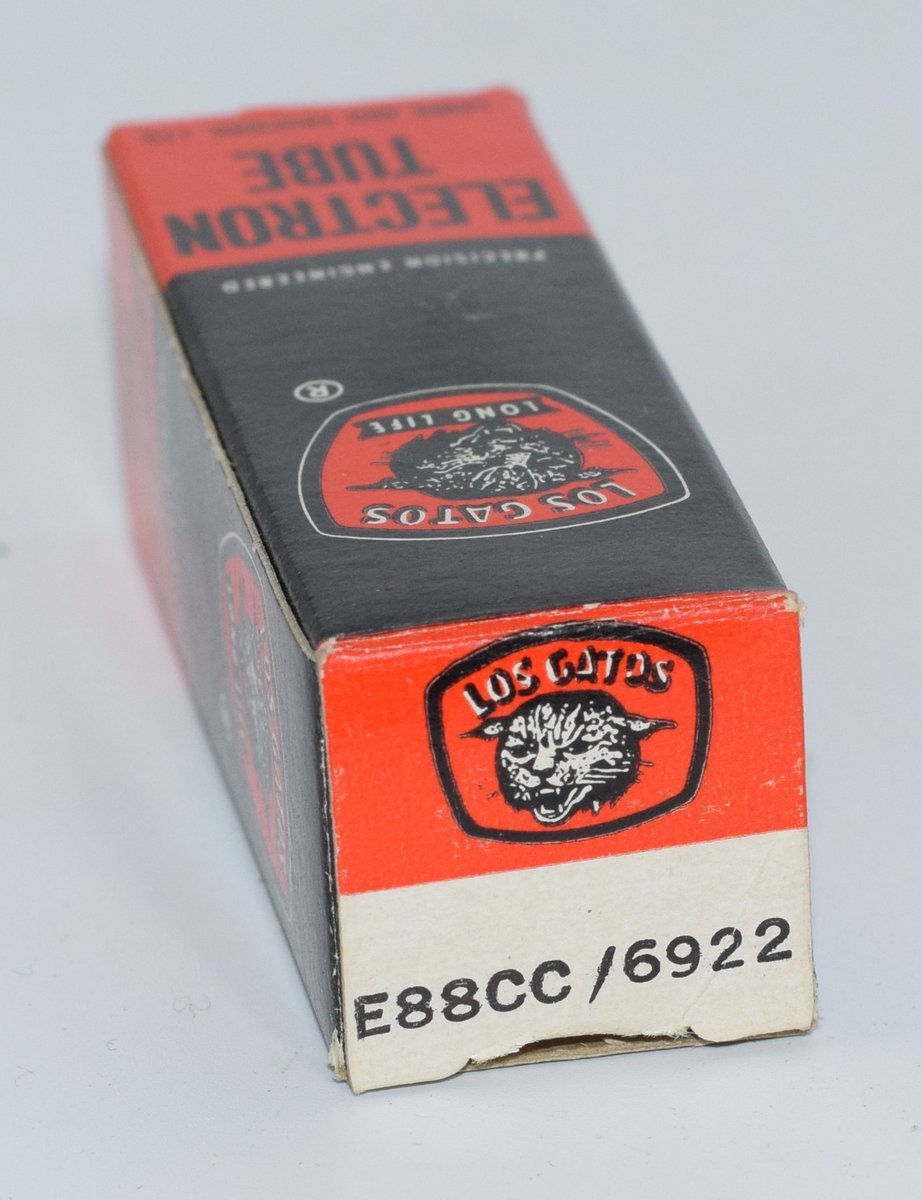 ELECTRON
TUBE
PRECISION ENGINEERED
®
LOS GATOS
LONG LIFE
LOS GATOS
E88CC/6922